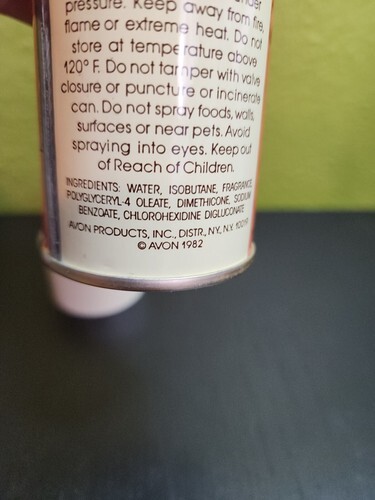 pressure. Keep away from fire,
flame or extreme heat. Do not
store at temperature above
120° F. Do not tamper with valve
closure or puncture or incinerate
can. Do not spray foods, walls,
surfaces or near pets. Avoid
spraying into eyes. Keep out
of Reach of Children.
INGREDIENTS: WATER, ISOBUTANE, FRAGRANCE,
POLYGLYCERYL-4 OLEATE, DIMETHICONE, SODIUM
BENZOATE, CHLOROHEXIDINE DIGLUCONATE
AVON PRODUCTS, INC., DISTR., N.Y., N.Y.
© AVON 1982